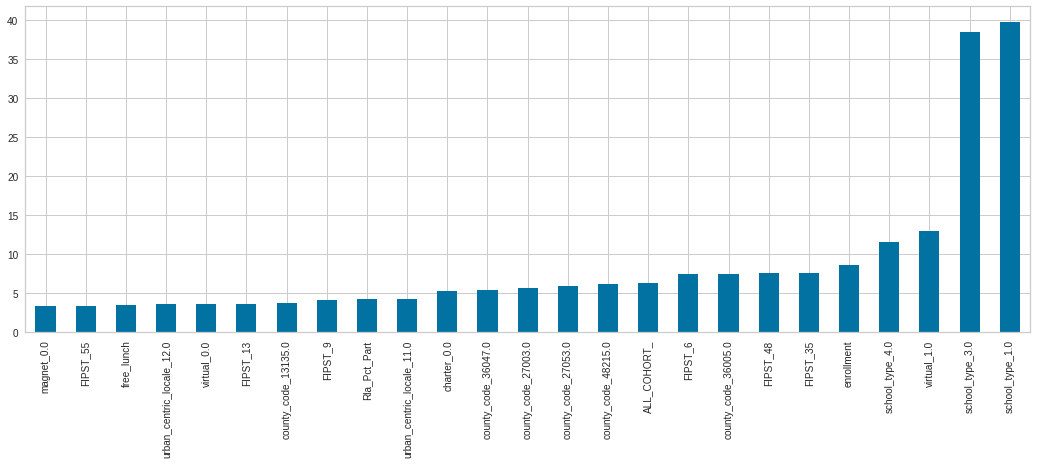 40
35
30
25
20
15
10
5
0
magnet_0.0
FIPST_55
free_lunch
urban_centric_locale_12.0
virtual_0.0
FIPST_13
county_code_13135.0
FIPST_9
Rla_Pct_Part
urban_centric_locale_11.0
charter_0.0
county_code_36047.0
county_code_27003.0
county_code_27053.0
county_code_48215.0
ALL_COHORT_
FIPST_6
county_code_36005.0
FIPST_48
FIPST_35
enrollment
school_type_4.0
virtual_1.0
school_type_3.0
school_type_1.0